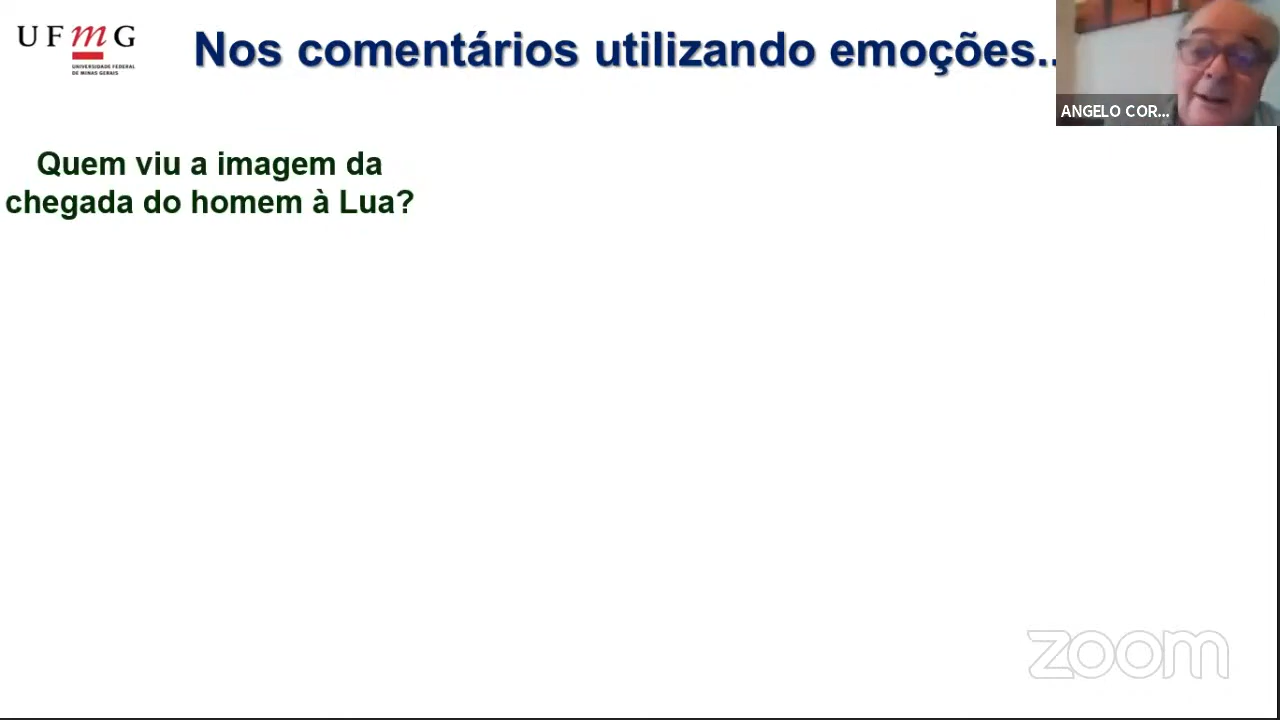 UFmG
UNIVERSIDADE FEDERAL
DE MINAS GERAIS
Nos comentários utilizando emoções..
ANGELO COR...
Quem viu a imagem da
chegada do homem à Lua?
zoom